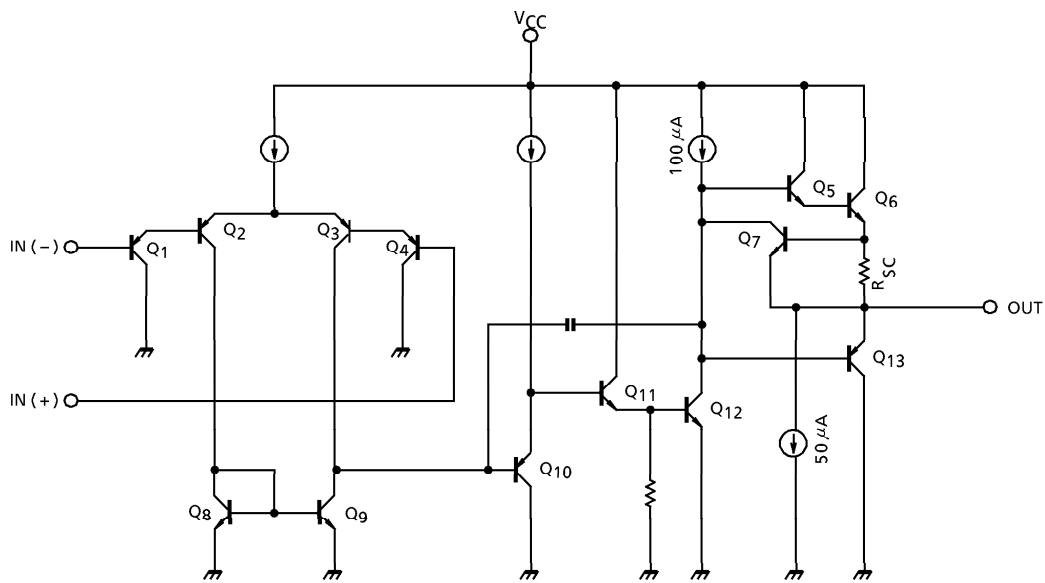 VCC
100 μA
Q5
Q6
Q2
Q3
Q1
Q4
Q7
IN (−)
RSC
OUT
Q13
IN (+)
Q11
Q12
50 μA
Q10
Q8
Q9